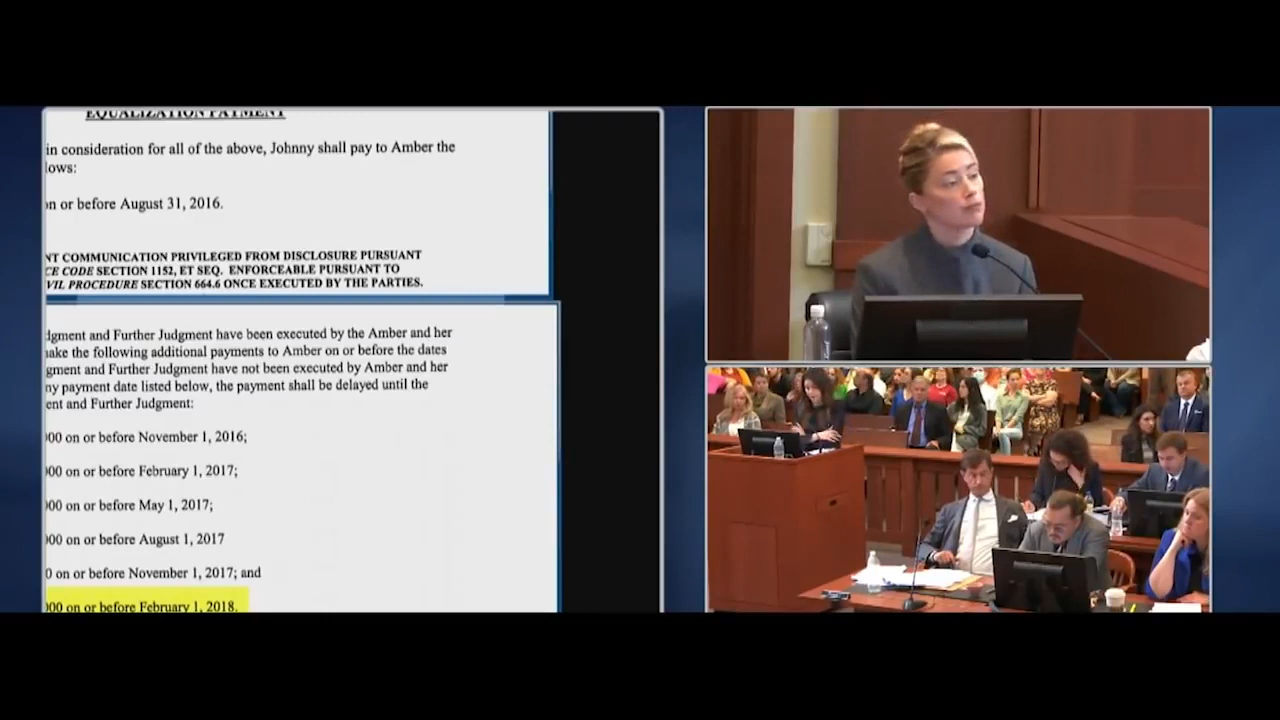 EQUALIZATION PAYMENT
in consideration for all of the above, Johnny shall pay to Amber the
lows:
on or before August 31, 2016.
NT COMMUNICATION PRIVILEGED FROM DISCLOSURE PURSUANT
CE CODE SECTION 1152, ET SEQ. ENFORCEABLE PURSUANT TO
VIL PROCEDURE SECTION 664.6 ONCE EXECUTED BY THE PARTIES.
dgment and Further Judgment have been executed by the Amber and her
ake the following additional payments to Amber on or before the dates
gment and Further Judgment have not been executed by Amber and her
ny payment date listed below, the payment shall be delayed until the
ent and Further Judgment:
00 on or before November 1, 2016;
00 on or before February 1, 2017;
00 on or before May 1, 2017;
00 on or before August 1, 2017
0 on or before November 1, 2017; and
00 on or before February 1, 2018.